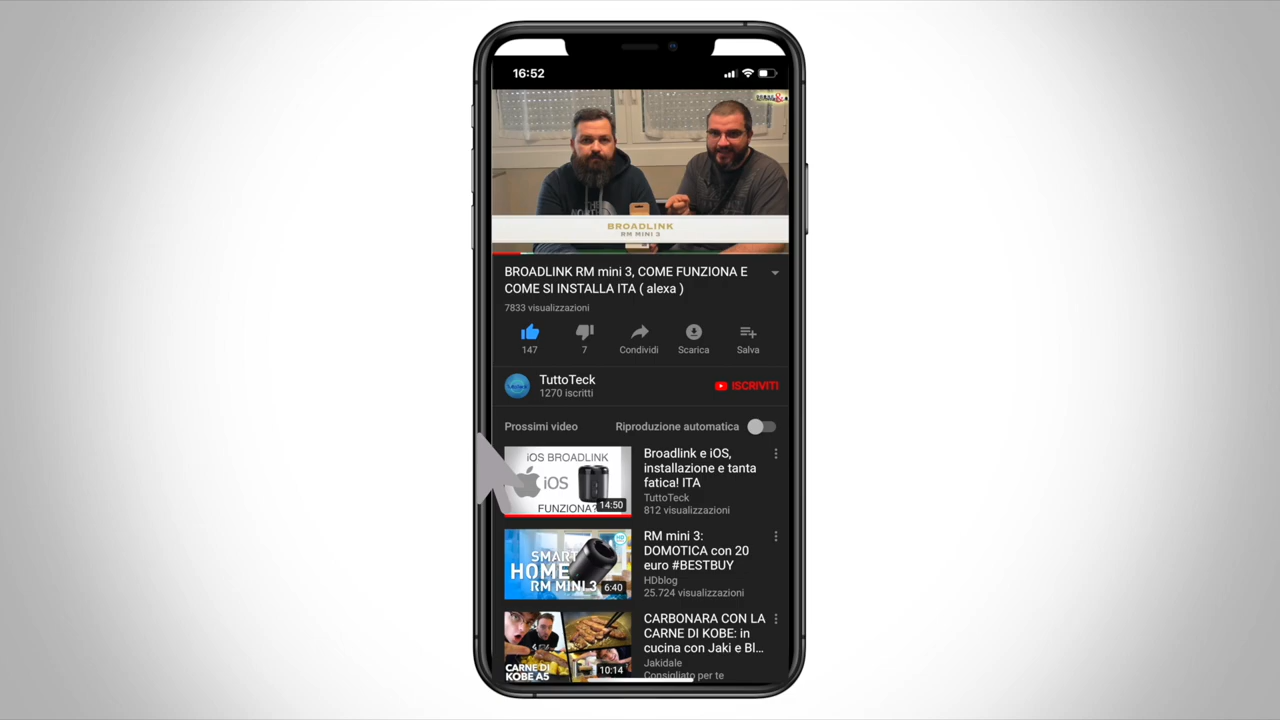 16:52
BROADLINK
RM MINI 3
BROADLINK RM mini 3, COME FUNZIONA E
COME SI INSTALLA ITA ( alexa )
7833 visualizzazioni
147
7
Condividi
Scarica
Salva
TuttoTeck
1270 iscritti
ISCRIVITI
Prossimi video
Riproduzione automatica
iOS BROADLINK
iOS
FUNZIONA?
14:50
Broadlink e iOS,
installazione e tanta
fatica! ITA
TuttoTeck
812 visualizzazioni
SMART
HOME
RM MINI 3
HD
6:40
RM mini 3:
DOMOTICA con 20
euro #BESTBUY
HDblog
25.724 visualizzazioni
CARNE DI
KOBE A5
10:14
CARBONARA CON LA
CARNE DI KOBE: in
cucina con Jaki e Bl...
Jakidale
Consigliato per te